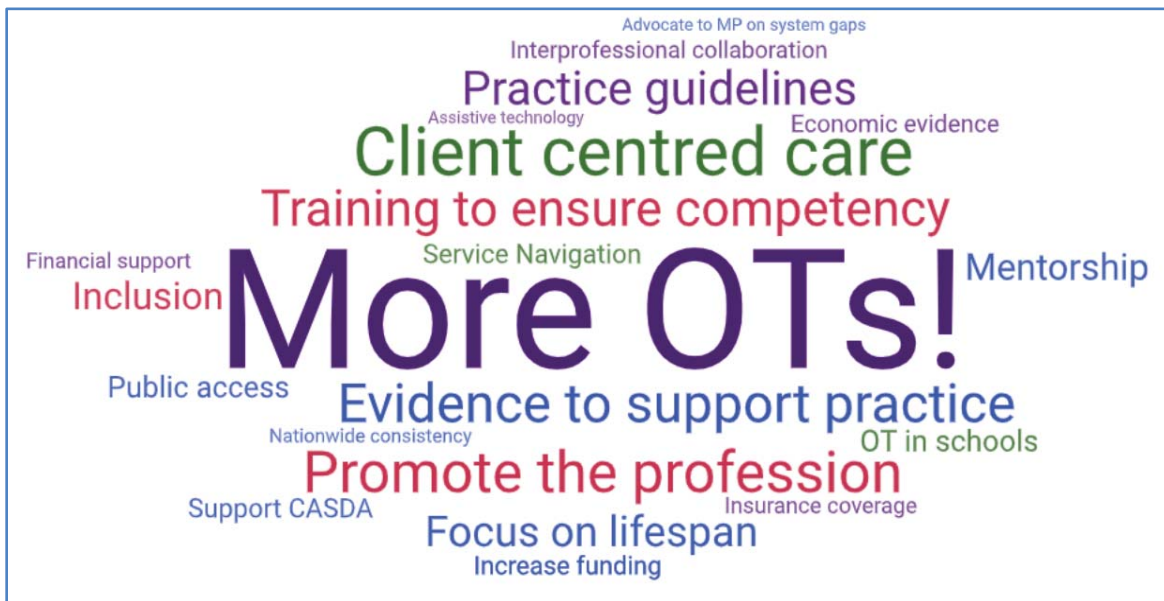 Advocate to MP on system gaps
Interprofessional collaboration
Practice guidelines
Assistive technology
Economic evidence
Client centred care
Training to ensure competency
Service Navigation
Financial support
More OTs!
Mentorship
Inclusion
Public access
Evidence to support practice
Nationwide consistency
OT in schools
Promote the profession
Support CASDA
Insurance coverage
Focus on lifespan
Increase funding